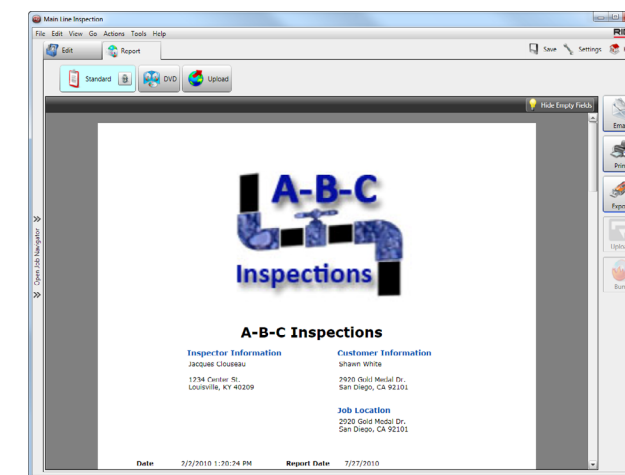 Main Line Inspection
File Edit View Go Actions Tools Help
Edit Report Save Settings
Standard DVD Upload
Hide Empty Fields
Open Job Navigator
A-B-C
Inspections
A-B-C Inspections
Inspector Information Customer Information
Jacques Clouseau Shawn White
1234 Center St. 2920 Gold Medal Dr.
Louisville, KY 40209 San Diego, CA 92101
Job Location
2920 Gold Medal Dr.
San Diego, CA 92101
Date 2/2/2010 1:20:24 PM Report Date 7/27/2010